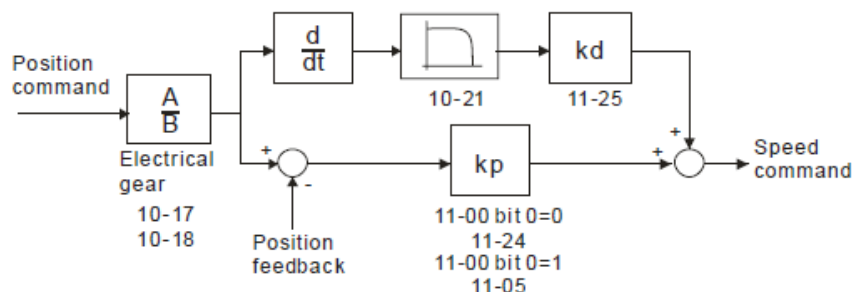 d
dt
kd
10-21
11-25
Position
command
A
B
Electrical
gear
10-17
10-18
+
-
Position
feedback
kp
11-00 bit 0=0
11-24
11-00 bit 0=1
11-05
+
+
Speed
command